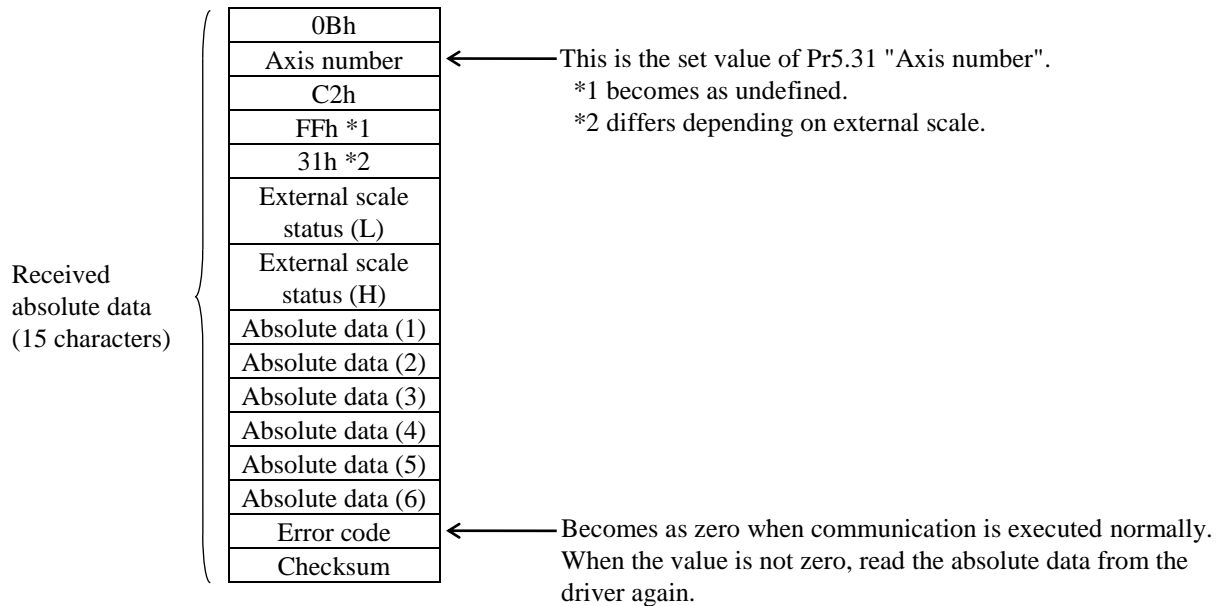 0Bh
Axis number
C2h
FFh *1
31h *2
External scale
status (L)
External scale
status (H)
Absolute data (1)
Absolute data (2)
Absolute data (3)
Absolute data (4)
Absolute data (5)
Absolute data (6)
Error code
Checksum
Received
absolute data
(15 characters)
This is the set value of Pr5.31 "Axis number".
*1 becomes as undefined.
*2 differs depending on external scale.
Becomes as zero when communication is executed normally.
When the value is not zero, read the absolute data from the
driver again.